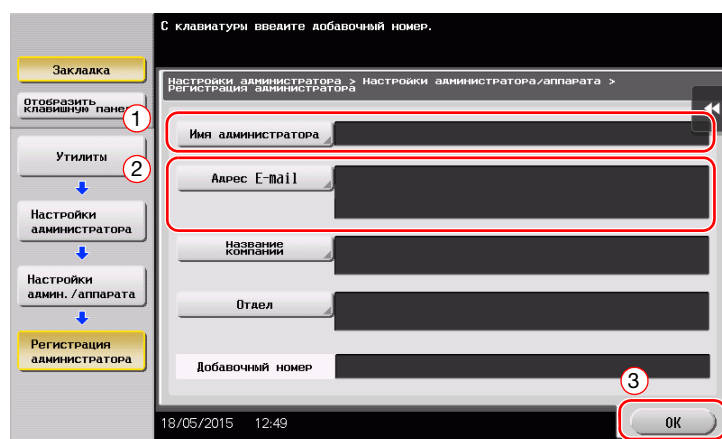 С клавиатуры введите добавочный номер.
Закладка
Отобразить
клавишную панель
1
Утилиты
2
Настройки
администратора
Настройки
админ./аппарата
Регистрация
администратора
Настройки администратора > Настройки администратора/аппарата >
Регистрация администратора
Имя администратора
Адрес E-mail
Название
компании
Отдел
Добавочный номер
3
18/05/2015 12:49
OK